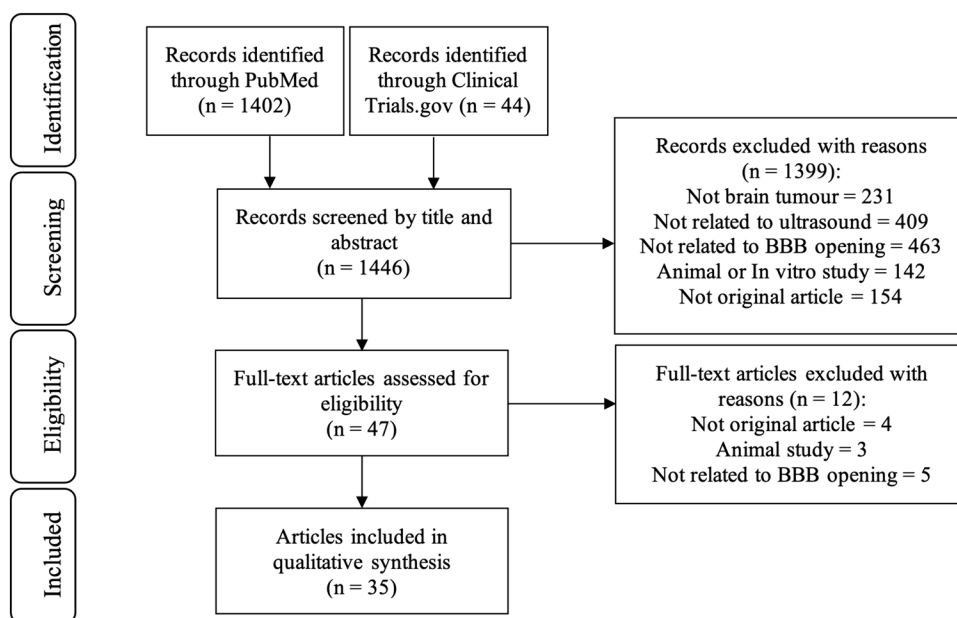 Identification
Records identified
through PubMed
(n = 1402)
Records identified
through Clinical
Trials.gov (n = 44)
Screening
Records screened by title and
abstract
(n = 1446)
Records excluded with reasons
(n = 1399):
Not brain tumour = 231
Not related to ultrasound = 409
Not related to BBB opening = 463
Animal or In vitro study = 142
Not original article = 154
Eligibility
Full-text articles assessed for
eligibility
(n = 47)
Full-text articles excluded with
reasons (n = 12):
Not original article = 4
Animal study = 3
Not related to BBB opening = 5
Included
Articles included in
qualitative synthesis
(n = 35)